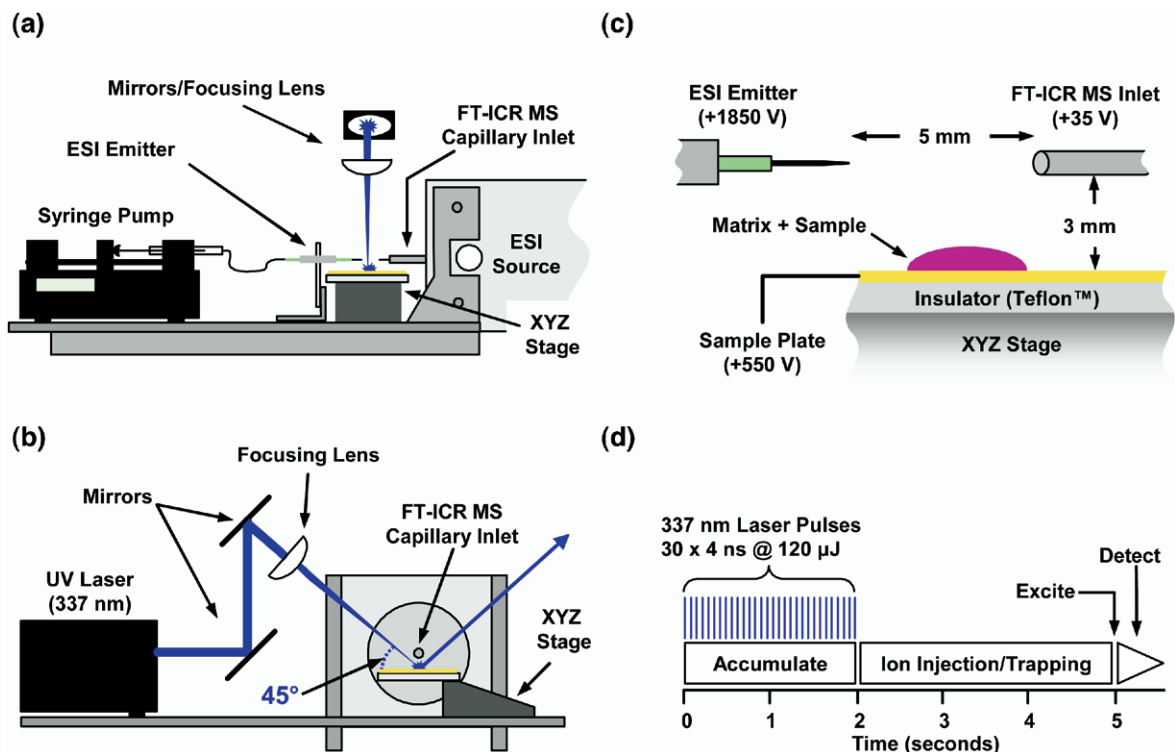 (a)
Mirrors/Focusing Lens
FT-ICR MS
Capillary Inlet
ESI Emitter
Syringe Pump
ESI
Source
XYZ
Stage
(b)
Focusing Lens
Mirrors
FT-ICR MS
Capillary Inlet
UV Laser
(337 nm)
XYZ
Stage
45°
(c)
ESI Emitter
(+1850 V)
FT-ICR MS Inlet
(+35 V)
5 mm
Matrix + Sample
3 mm
Insulator (Teflon™)
Sample Plate
(+550 V)
XYZ Stage
(d)
337 nm Laser Pulses
30 x 4 ns @ 120 µJ
Detect
Excite
Accumulate
Ion Injection/Trapping
0 1 2 3 4 5
Time (seconds)